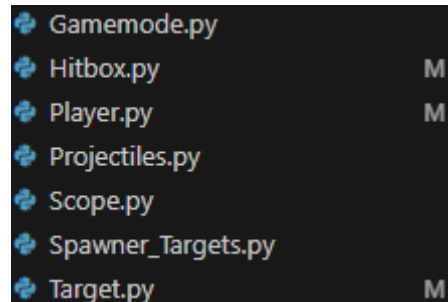 Gamemode.py
Hitbox.py M
Player.py M
Projectiles.py
Scope.py
Spawner_Targets.py
Target.py M